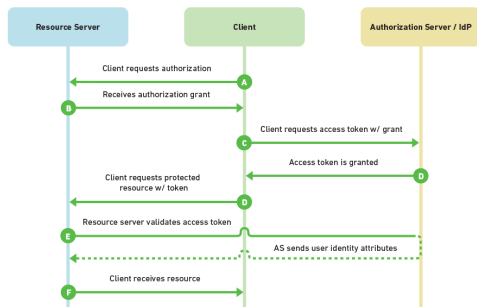 Resource Server
Client
Authorization Server / IdP
Client requests authorization
A
Receives authorization grant
B
Client requests access token w/ grant
C
Access token is granted
D
Client requests protected
resource w/ token
D
Resource server validates access token
E
AS sends user identity attributes
Client receives resource
F